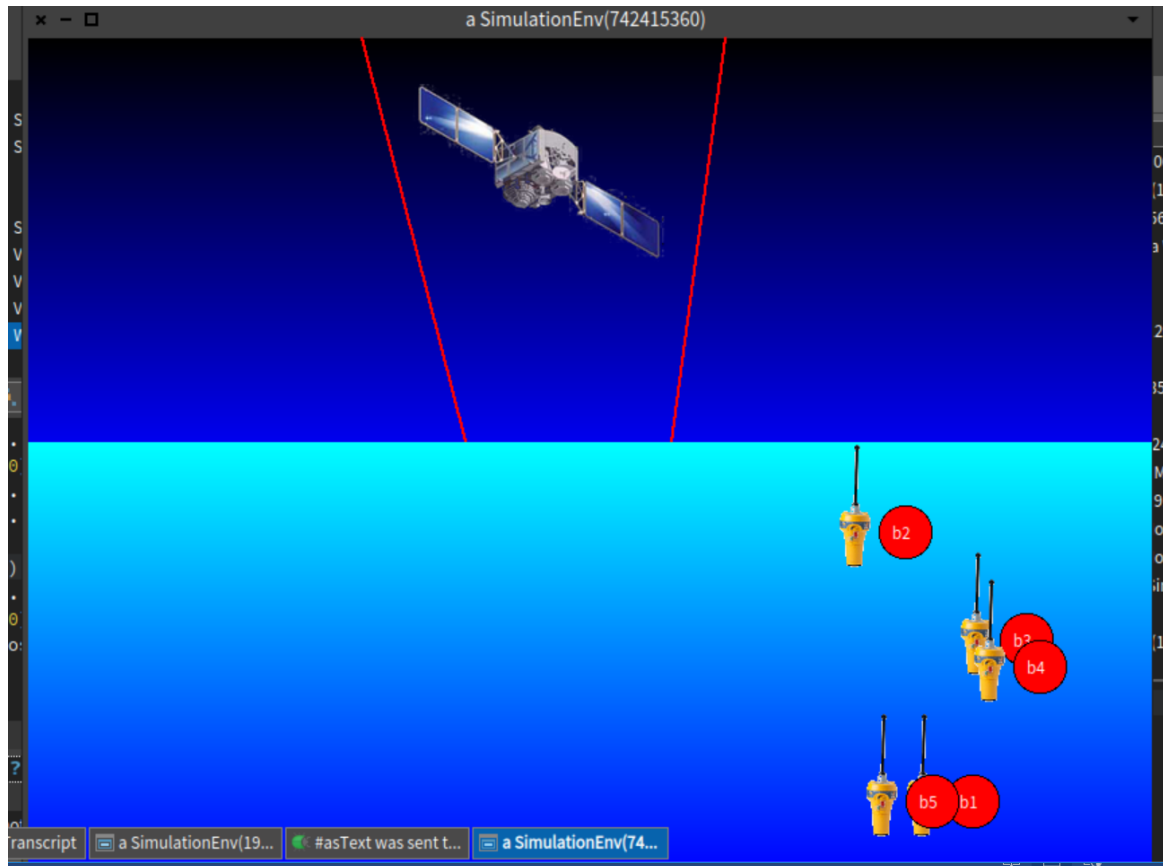 a SimulationEnv(742415360)
b2
b3
b4
b5
b1
Transcript
a SimulationEnv(19...
#asText was sent t...
a SimulationEnv(74...